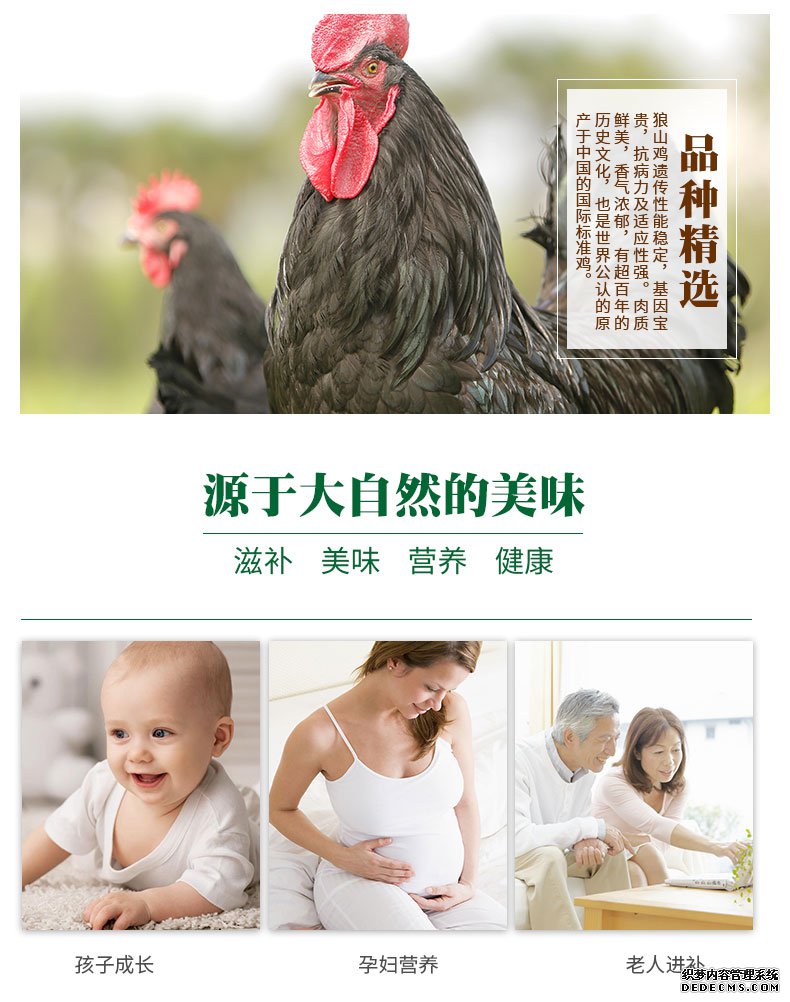 品种精选
狼山鸡遗传性能稳定，基因宝
贵，抗病力及适应性强。肉质
鲜美，香气浓郁，有超百年的
历史文化，也是世界公认的原
产于中国的国际标准鸡。
源于大自然的美味
滋补 美味 营养 健康
孩子成长
孕妇营养
老人进补
织梦内容管理系统
DEDECMS.COM